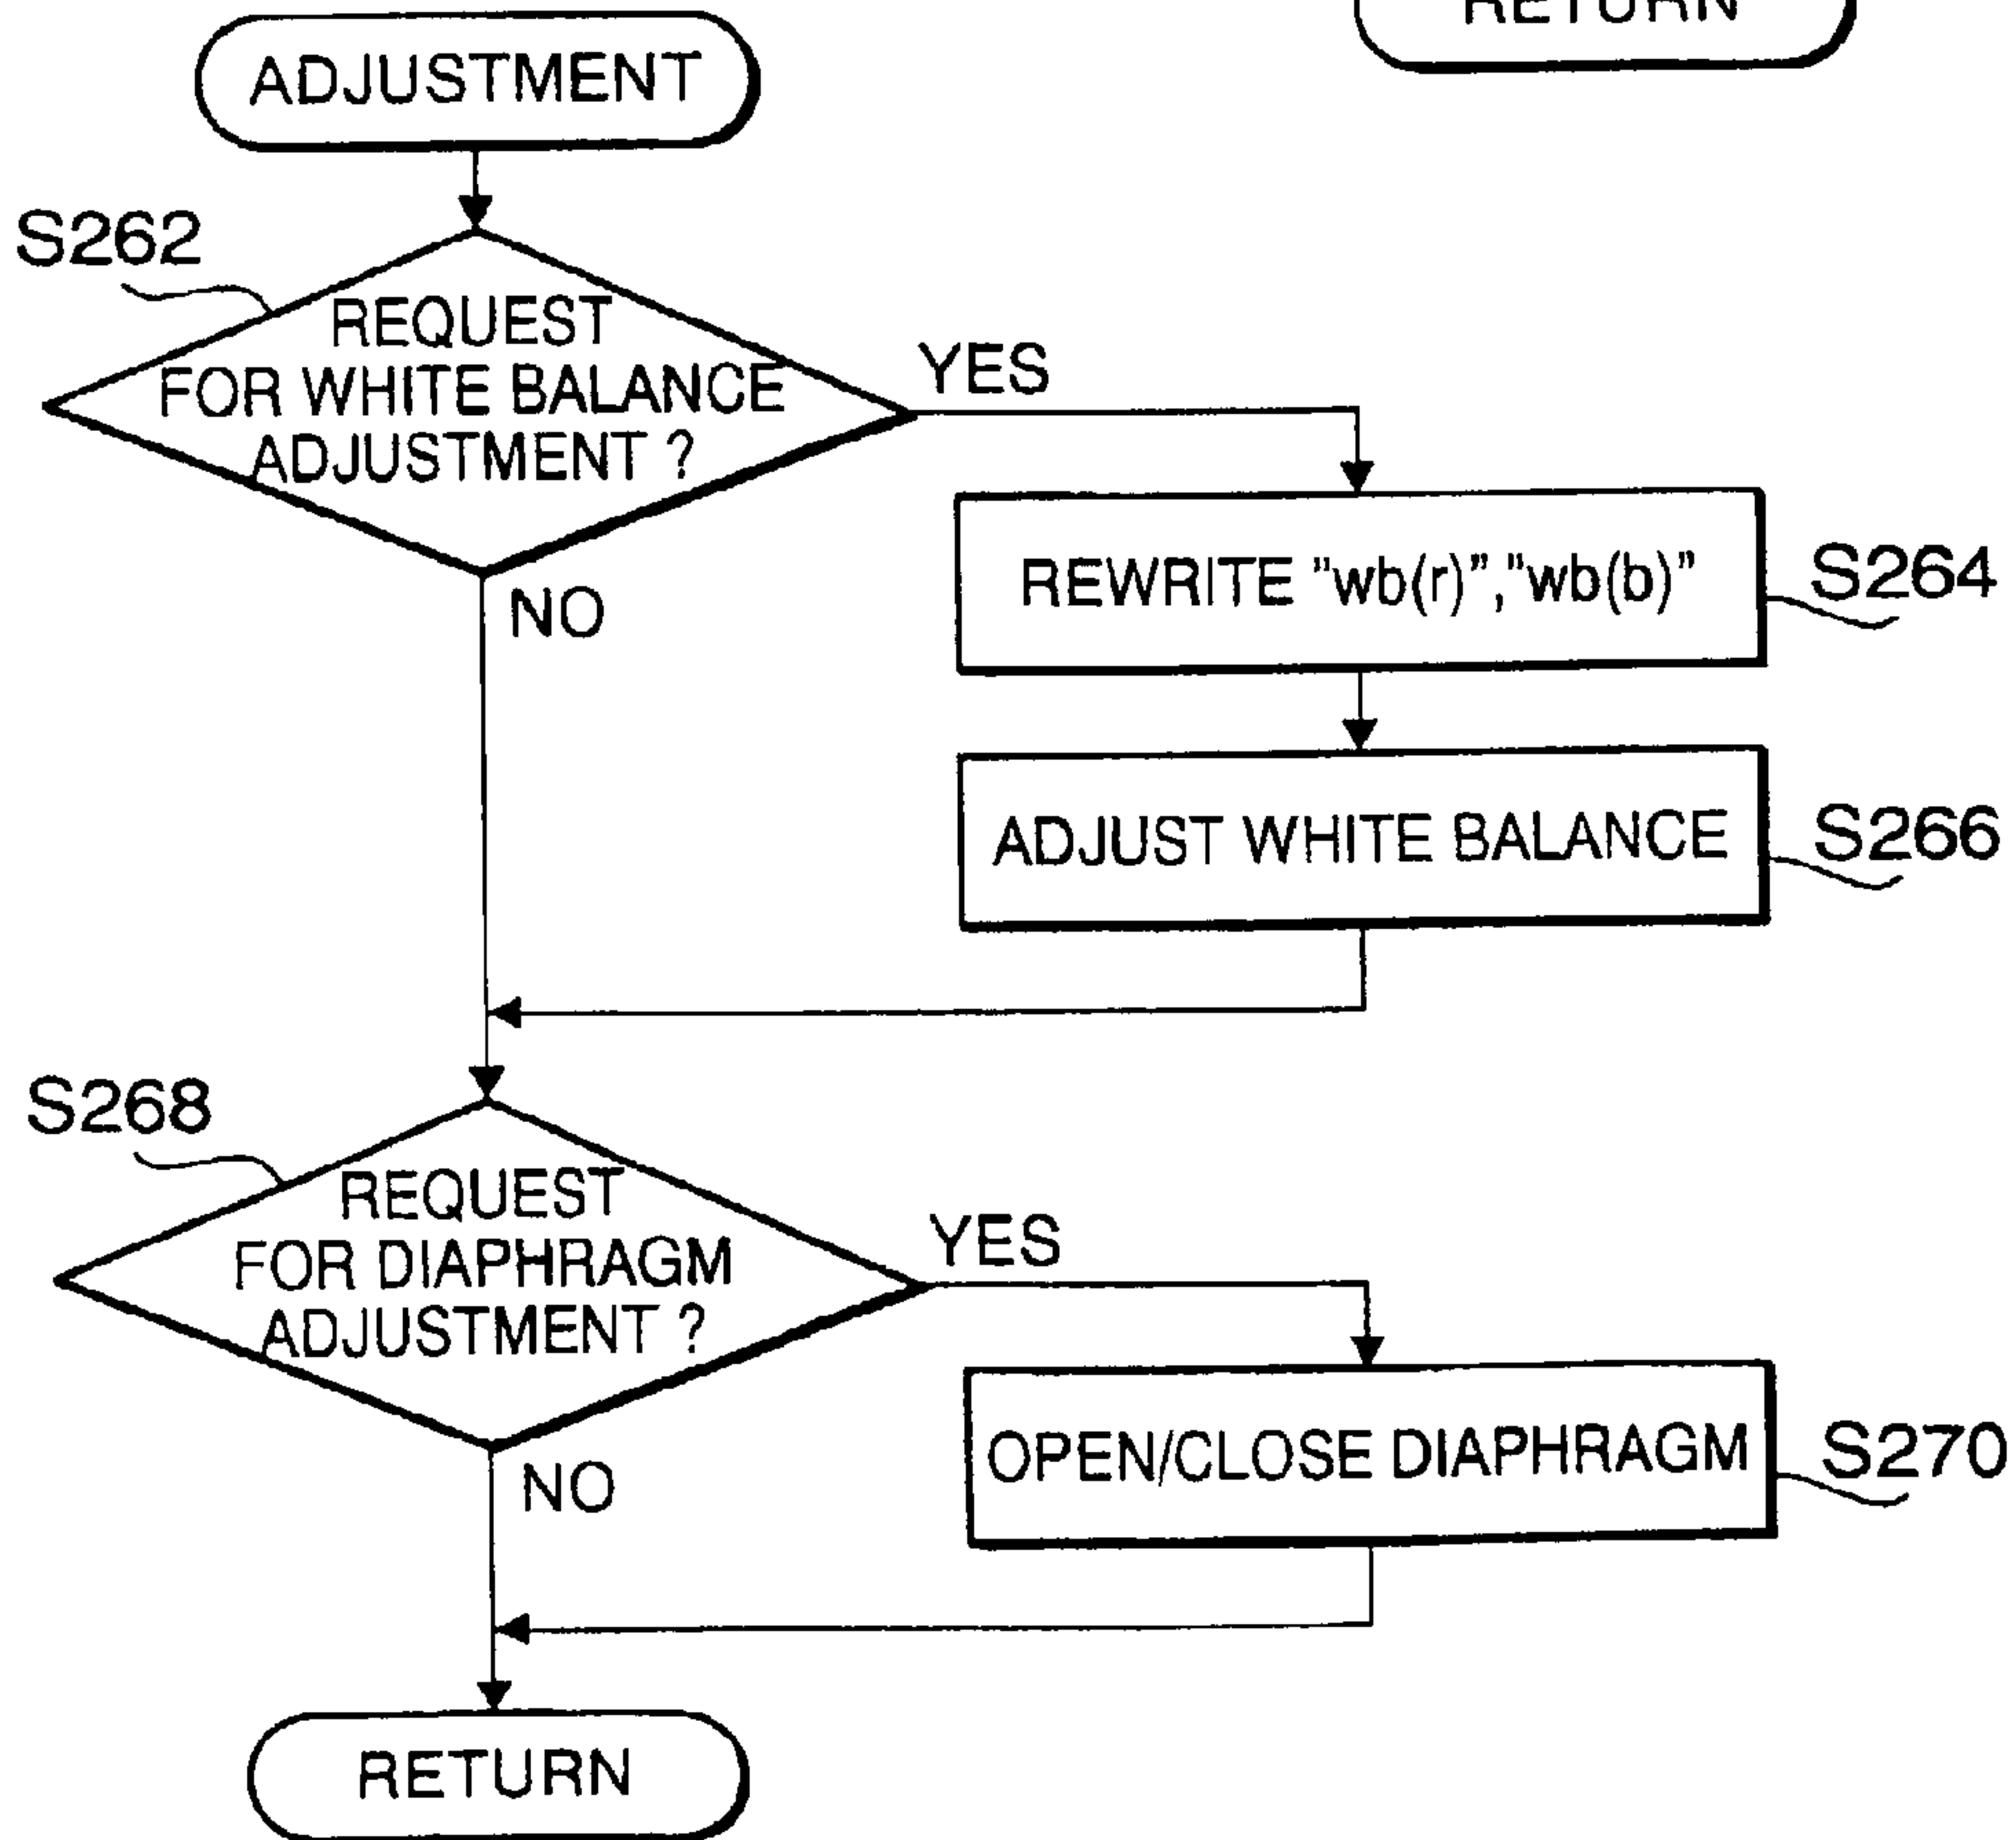 RETURN
ADJUSTMENT
S262
REQUEST
FOR WHITE BALANCE
ADJUSTMENT ?
YES
NO
REWRITE "wb(r)","wb(b)"
S264
ADJUST WHITE BALANCE
S266
S268
REQUEST
FOR DIAPHRAGM
ADJUSTMENT ?
YES
NO
OPEN/CLOSE DIAPHRAGM
S270
RETURN